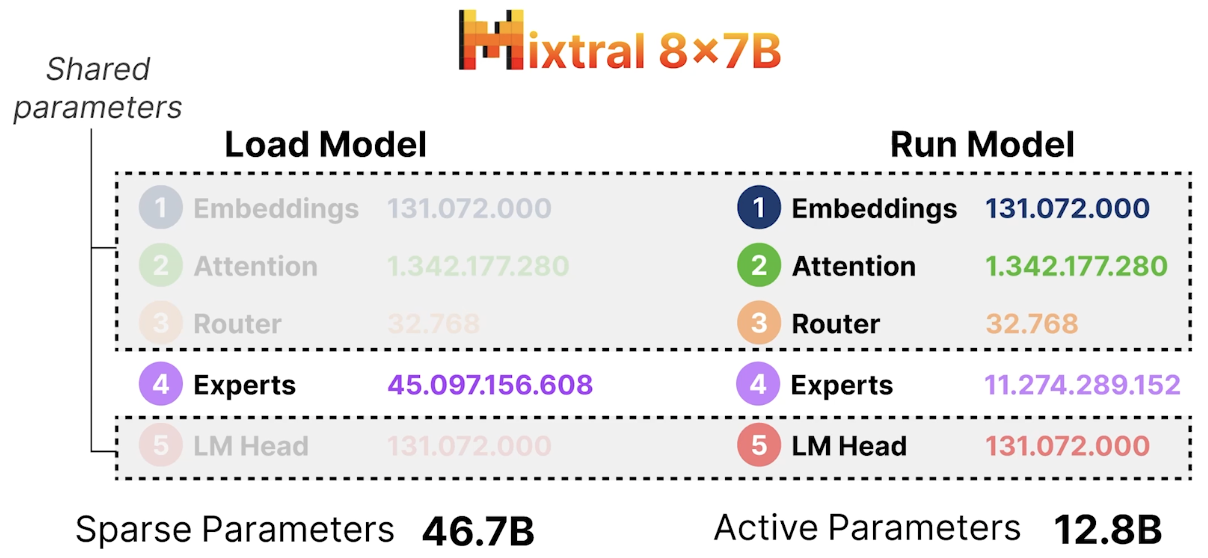 Mixtral 8×7B
Shared
parameters
Load Model
Run Model
1 Embeddings 131.072.000
1 Embeddings 131.072.000
2 Attention 1.342.177.280
2 Attention 1.342.177.280
3 Router 32.768
3 Router 32.768
4 Experts 45.097.156.608
4 Experts 11.274.289.152
5 LM Head 131.072.000
5 LM Head 131.072.000
Sparse Parameters 46.7B
Active Parameters 12.8B